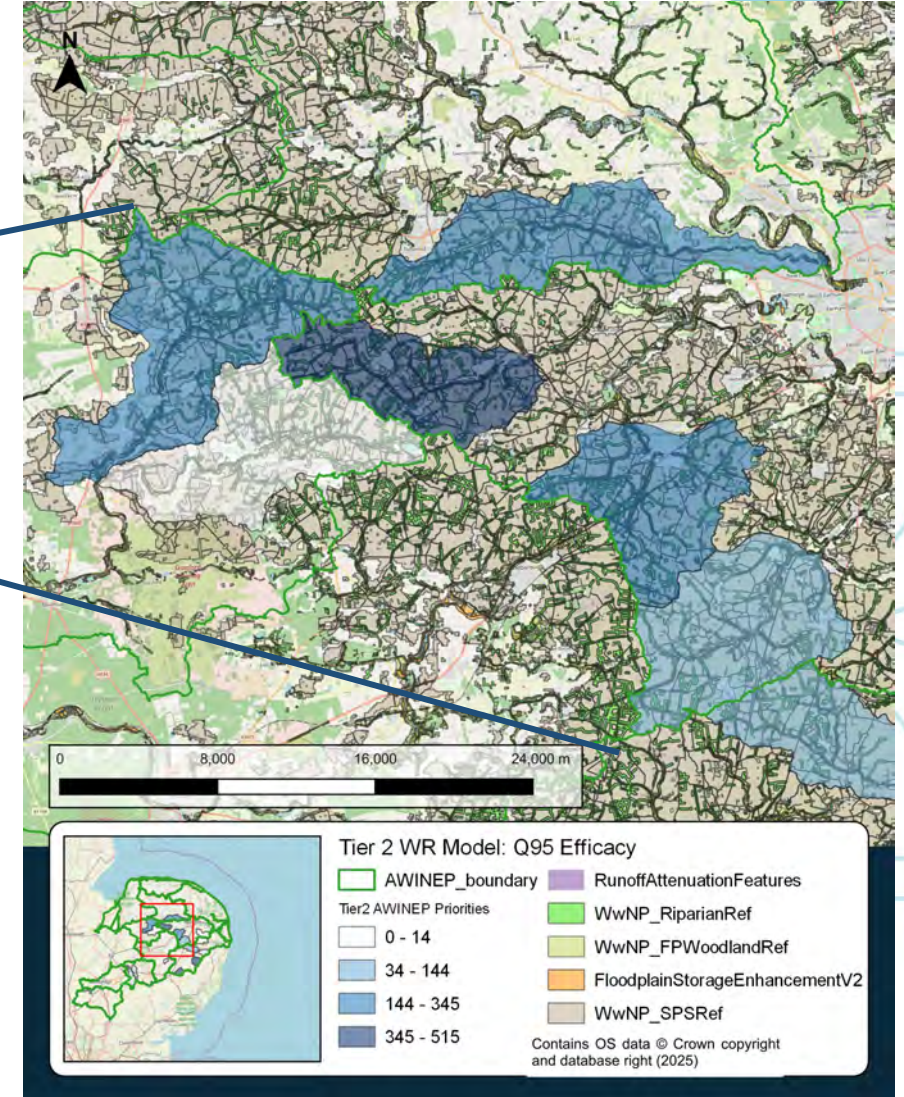 N
0 8,000 16,000 24,000 m
Tier 2 WR Model: Q95 Efficacy
AWINEP_boundary
Tier2 AWINEP Priorities
0 - 14
34 - 144
144 - 345
345 - 515
RunoffAttenuationFeatures
WwNP_RiparianRef
WwNP_FPWoodlandRef
FloodplainStorageEnhancementV2
WwNP_SPSRef
Contains OS data © Crown copyright
and database right (2025)